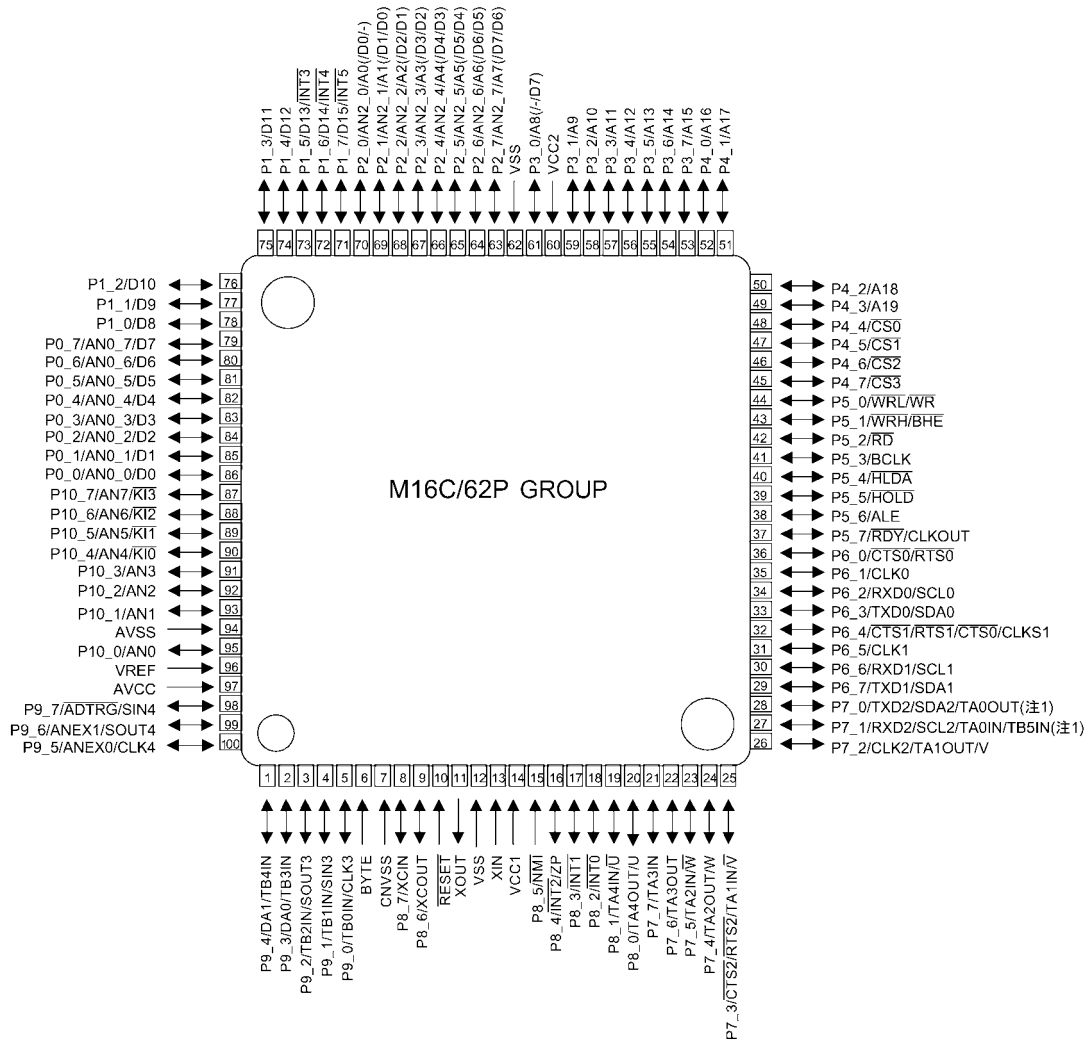 P1_3/D11
P1_4/D12
P1_5/D13/INT3
P1_6/D14/INT4
P1_7/D15/INT5
P2_0/AN2_0/A0(/D0/-)
P2_1/AN2_1/A1(/D1/D0)
P2_2/AN2_2/A2(/D2/D1)
P2_3/AN2_3/A3(/D3/D2)
P2_4/AN2_4/A4(/D4/D3)
P2_5/AN2_5/A5(/D5/D4)
P2_6/AN2_6/A6(/D6/D5)
P2_7/AN2_7/A7(/D7/D6)
VSS
P3_0/A8(/-/D7)
VCC2
P3_1/A9
P3_2/A10
P3_3/A11
P3_4/A12
P3_5/A13
P3_6/A14
P3_7/A15
P4_0/A16
P4_1/A17
75 74 73 72 71 70 69 68 67 66 65 64 63 62 61 60 59 58 57 56 55 54 53 52 51
P1_2/D10 76
P1_1/D9 77
P1_0/D8 78
P0_7/AN0_7/D7 79
P0_6/AN0_6/D6 80
P0_5/AN0_5/D5 81
P0_4/AN0_4/D4 82
P0_3/AN0_3/D3 83
P0_2/AN0_2/D2 84
P0_1/AN0_1/D1 85
P0_0/AN0_0/D0 86
P10_7/AN7/KI3 87
P10_6/AN6/KI2 88
P10_5/AN5/KI1 89
P10_4/AN4/KI0 90
P10_3/AN3 91
P10_2/AN2 92
P10_1/AN1 93
AVSS 94
P10_0/AN0 95
VREF 96
AVCC 97
P9_7/ADTRG/SIN4 98
P9_6/ANEX1/SOUT4 99
P9_5/ANEX0/CLK4 100
M16C/62P GROUP
50 P4_2/A18
49 P4_3/A19
48 P4_4/CS0
47 P4_5/CS1
46 P4_6/CS2
45 P4_7/CS3
44 P5_0/WRL/WR
43 P5_1/WRH/BHE
42 P5_2/RD
41 P5_3/BCLK
40 P5_4/HLDA
39 P5_5/HOLD
38 P5_6/ALE
37 P5_7/RDY/CLKOUT
36 P6_0/CTS0/RTS0
35 P6_1/CLK0
34 P6_2/RXD0/SCL0
33 P6_3/TXD0/SDA0
32 P6_4/CTS1/RTS1/CTS0/CLKS1
31 P6_5/CLK1
30 P6_6/RXD1/SCL1
29 P6_7/TXD1/SDA1
28 P7_0/TXD2/SDA2/TA0OUT(注1)
27 P7_1/RXD2/SCL2/TA0IN/TB5IN(注1)
26 P7_2/CLK2/TA1OUT/V
1 2 3 4 5 6 7 8 9 10 11 12 13 14 15 16 17 18 19 20 21 22 23 24 25
P9_4/DA1/TB4IN
P9_3/DA0/TB3IN
P9_2/TB2IN/SOUT3
P9_1/TB1IN/SIN3
P9_0/TB0IN/CLK3
BYTE
CNVSS
P8_7/XCIN
P8_6/XCOUT
RESET
XOUT
VSS
XIN
VCC1
P8_5/NMI
P8_4/INT2/ZP
P8_3/INT1
P8_2/INT0
P8_1/TA4IN/U
P8_0/TA4OUT/U
P7_7/TA3IN
P7_6/TA3OUT
P7_5/TA2IN/W
P7_4/TA2OUT/W
P7_3/CTS2/RTS2/TA1IN/V